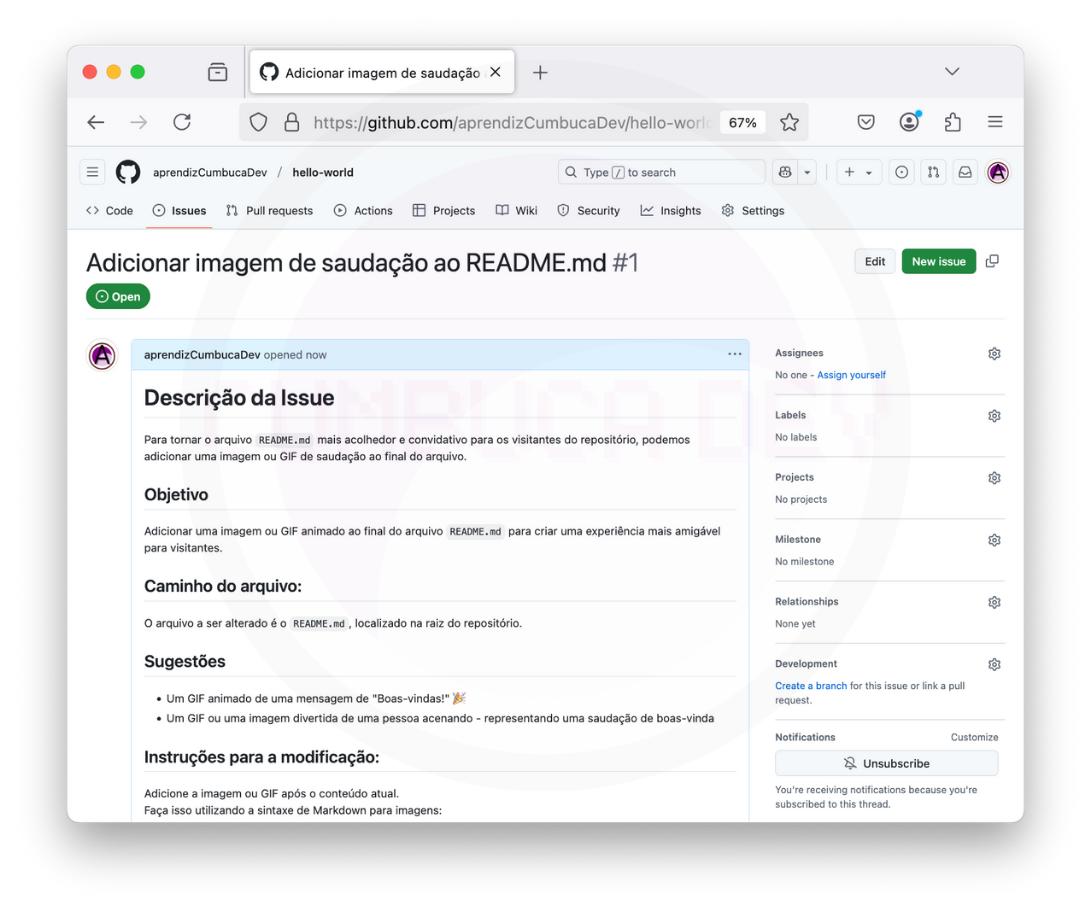 Adicionar imagem de saudação
https://github.com/aprendizCumbucaDev/hello-world 67%
aprendizCumbucaDev / hello-world Type / to search
Code Issues Pull requests Actions Projects Wiki Security Insights Settings
Adicionar imagem de saudação ao README.md #1 Edit New issue
Open
aprendizCumbucaDev opened now
Descrição da Issue
Para tornar o arquivo README.md mais acolhedor e convidativo para os visitantes do repositório, podemos
adicionar uma imagem ou GIF de saudação ao final do arquivo.
Objetivo
Adicionar uma imagem ou GIF animado ao final do arquivo README.md para criar uma experiência mais amigável
para visitantes.
Caminho do arquivo:
O arquivo a ser alterado é o README.md, localizado na raiz do repositório.
Sugestões
• Um GIF animado de uma mensagem de "Boas-vindas!" 🎉
• Um GIF ou uma imagem divertida de uma pessoa acenando - representando uma saudação de boas-vinda
Instruções para a modificação:
Adicione a imagem ou GIF após o conteúdo atual.
Faça isso utilizando a sintaxe de Markdown para imagens:
Assignees
No one - Assign yourself
Labels
No labels
Projects
No projects
Milestone
No milestone
Relationships
None yet
Development
Create a branch for this issue or link a pull
request.
Notifications Customize
Unsubscribe
You're receiving notifications because you're
subscribed to this thread.
CUMBUCA DEV